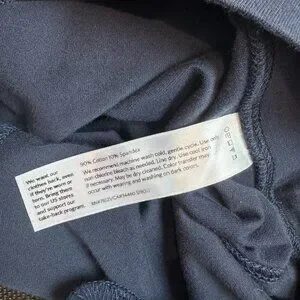 We want our
clothes back, even
if they're worn or
torn. Bring them
to our US stores
and support our
take-back program.
90% Cotton 10% Spandex
We recommend machine wash cold, gentle cycle. Use only
non-chlorine bleach as needed. Line dry. Use cool iron
if necessary. May be dry cleaned. Color transfer may
occur with wearing and washing on dark colors.